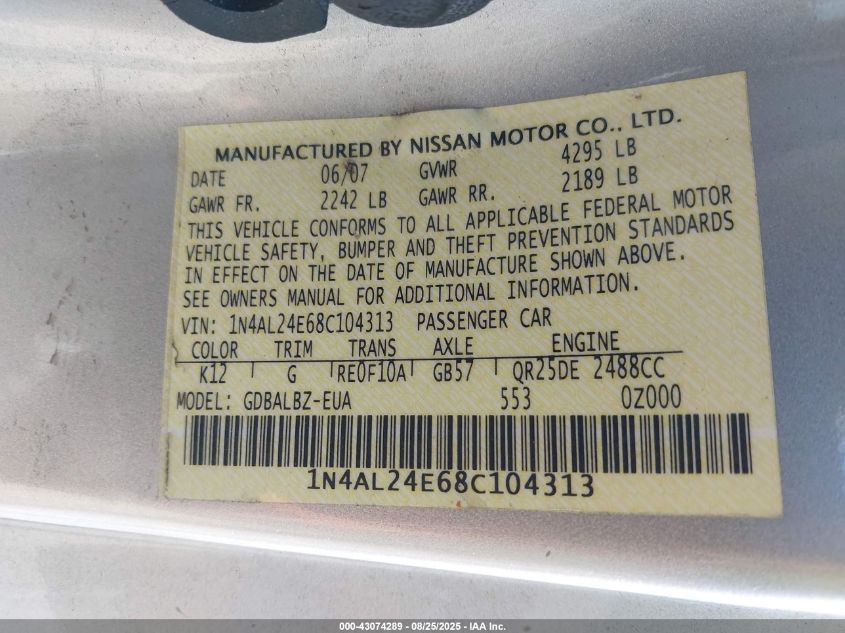 MANUFACTURED BY NISSAN MOTOR CO., LTD.
DATE 06/07 GVWR 4295 LB
GAWR FR. 2242 LB GAWR RR. 2189 LB
THIS VEHICLE CONFORMS TO ALL APPLICABLE FEDERAL MOTOR
VEHICLE SAFETY, BUMPER AND THEFT PREVENTION STANDARDS
IN EFFECT ON THE DATE OF MANUFACTURE SHOWN ABOVE.
SEE OWNERS MANUAL FOR ADDITIONAL INFORMATION.
VIN: 1N4AL24E68C104313 PASSENGER CAR
COLOR TRIM TRANS AXLE ENGINE
K12 G RE0F10A GB57 QR25DE 2488CC
MODEL: GDBALBZ-EUA 553 0Z000
1N4AL24E68C104313
000-43074289 - 08/25/2025 - IAA Inc.